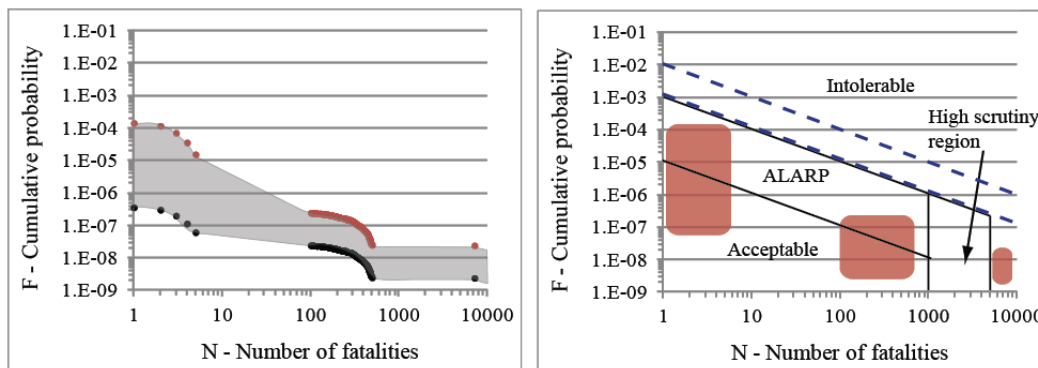 1.E-01
1.E-02
1.E-03
1.E-04
1.E-05
1.E-06
1.E-07
1.E-08
1.E-09
F - Cumulative probability
1 10 100 1000 10000
N - Number of fatalities
1.E-01
1.E-02
1.E-03
1.E-04
1.E-05
1.E-06
1.E-07
1.E-08
1.E-09
F - Cumulative probability
Intolerable
High scrutiny
region
ALARP
Acceptable
1 10 100 1000 10000
N - Number of fatalities